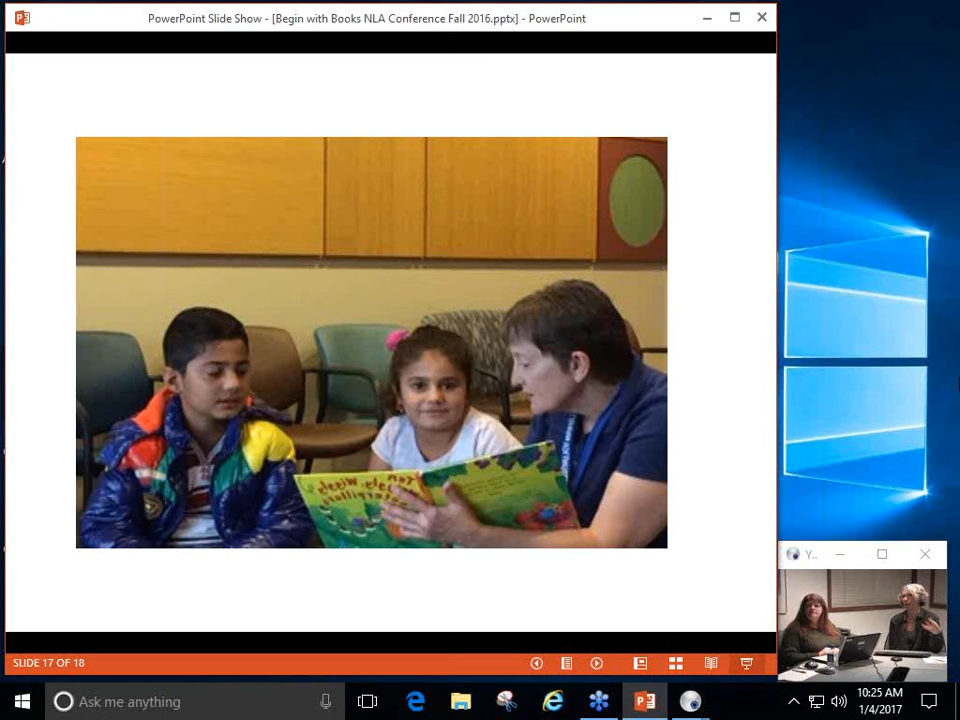 PowerPoint Slide Show - [Begin with Books NLA Conference Fall 2016.pptx] - PowerPoint
SLIDE 17 OF 18
Y..
Ask me anything
10:25 AM
1/4/2017